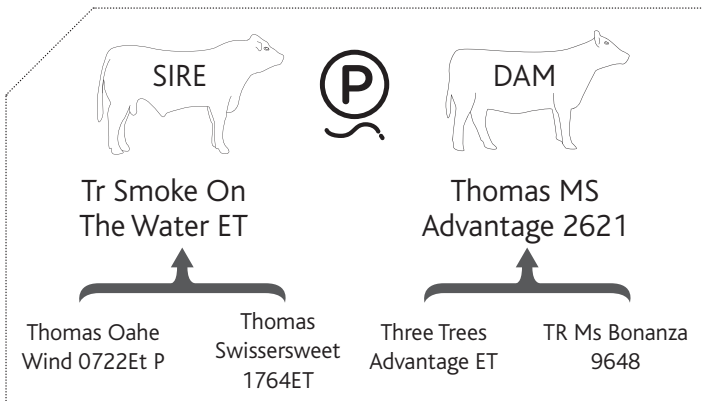 SIRE
P
DAM
Tr Smoke On
The Water ET
Thomas MS
Advantage 2621
Thomas Oahe
Wind 0722Et P
Thomas
Swissersweet
1764ET
Three Trees
Advantage ET
TR Ms Bonanza
9648